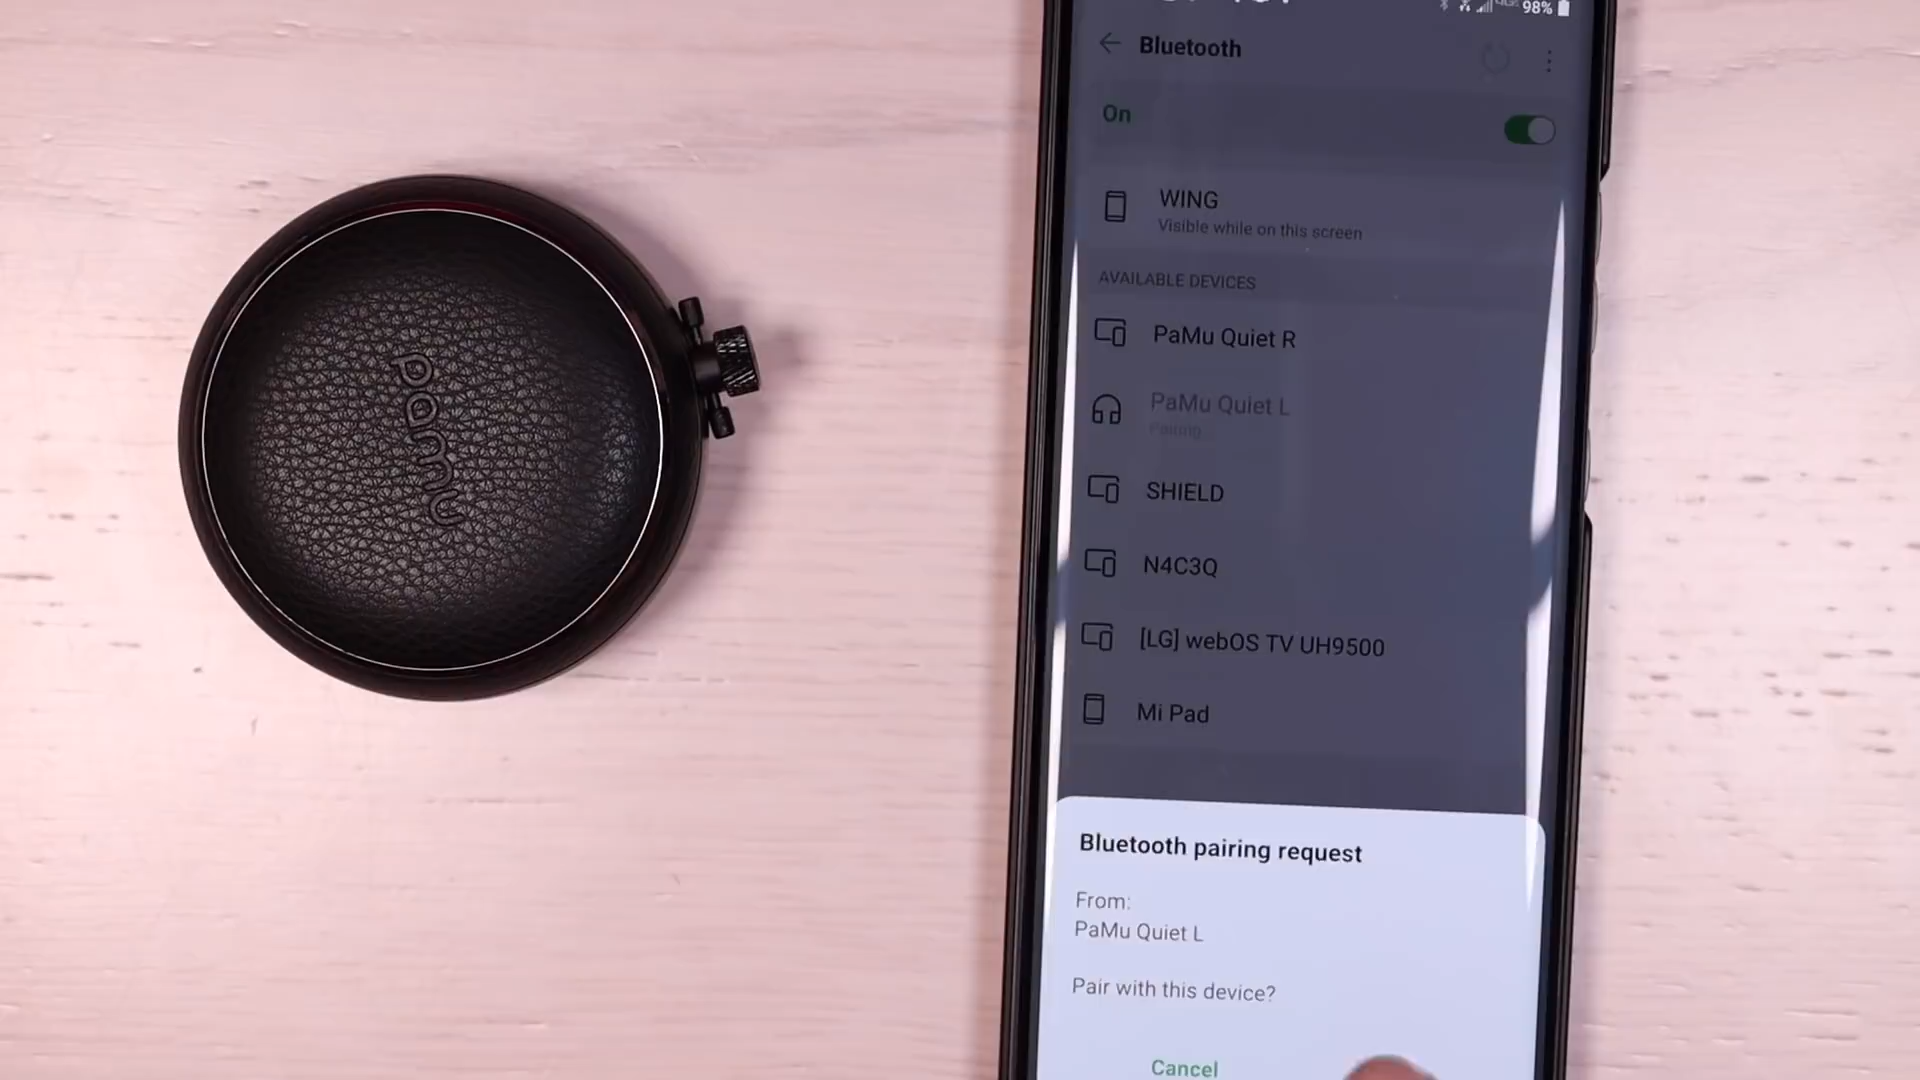 98%
Bluetooth
On
WING
Visible while on this screen
AVAILABLE DEVICES
PaMu Quiet R
PaMu Quiet L
Pairing...
SHIELD
N4C3Q
[LG] webOS TV UH9500
Mi Pad
Bluetooth pairing request
From:
PaMu Quiet L
Pair with this device?
Cancel
pamu